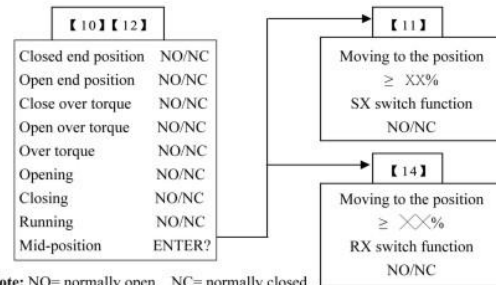 【10】【12】
Closed end position NO/NC
Open end position NO/NC
Close over torque NO/NC
Open over torque NO/NC
Over torque NO/NC
Opening NO/NC
Closing NO/NC
Running NO/NC
Mid-position ENTER?
【11】
Moving to the position
≥ XX%
SX switch function
NO/NC
【14】
Moving to the position
≥ XX%
RX switch function
NO/NC
ote: NO= normally open NC= normally closed